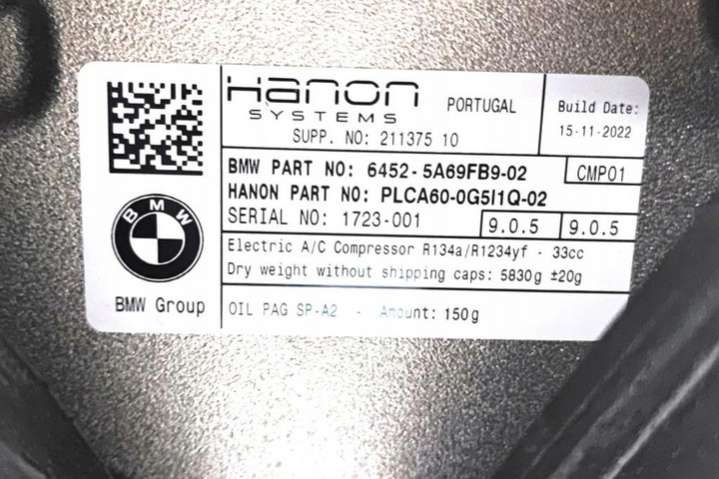 Hanon
SYSTEMS
PORTUGAL
SUPP. NO: 211375 10
Build Date:
15-11-2022
BMW PART NO: 6452-5A69FB9-02
CMP01
HANON PART NO: PLCA60-0G5I1Q-02
SERIAL NO: 1723-001
9.0.5
9.0.5
Electric A/C Compressor R134a/R1234yf - 33cc
Dry weight without shipping caps: 5830g ±20g
BMW
BMW Group
OIL PAG SP-A2 - Amount: 150g